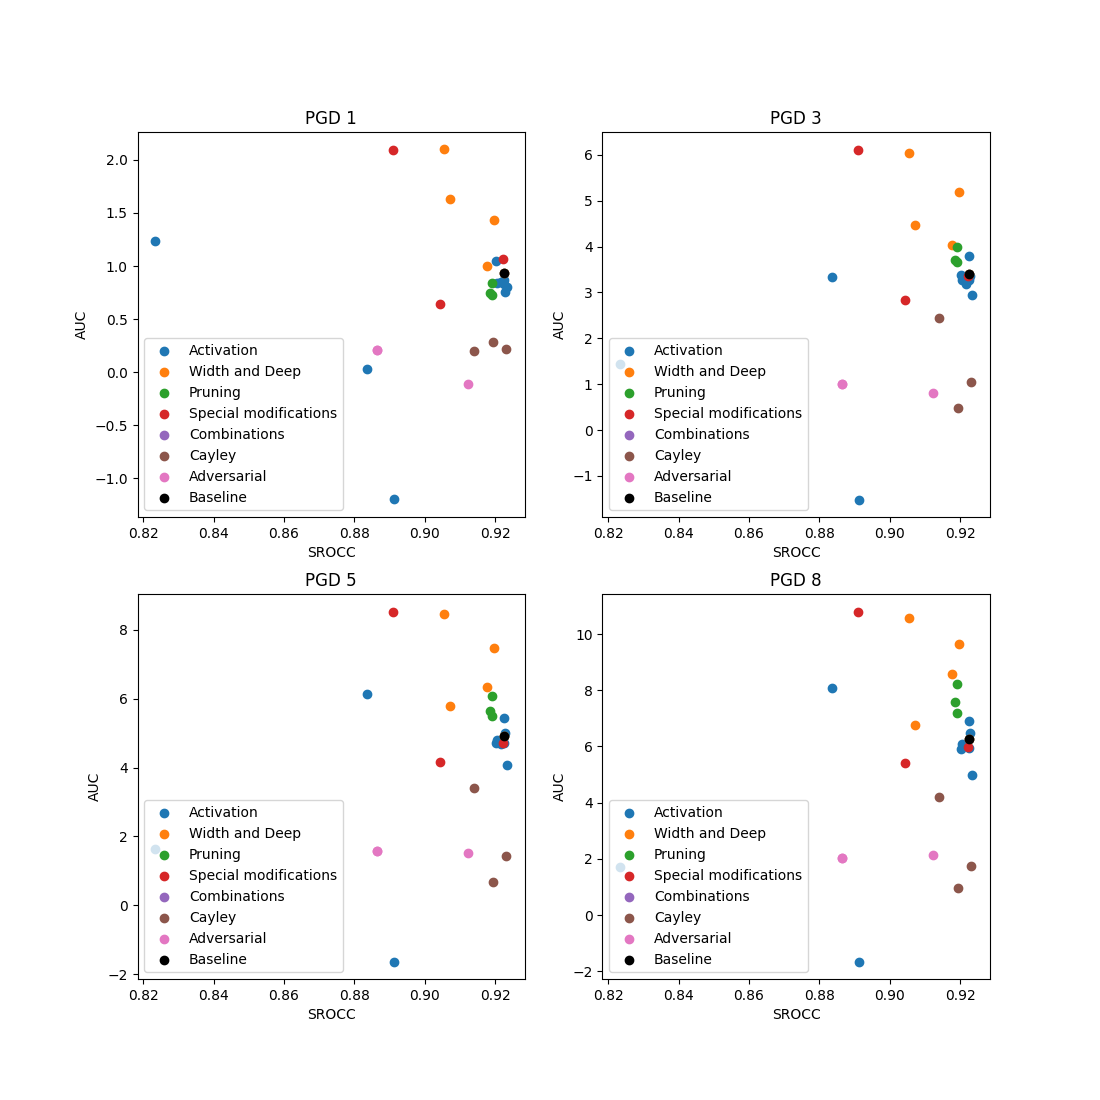 PGD 1
AUC
2.0
1.5
1.0
0.5
0.0
−0.5
−1.0
Activation
Width and Deep
Pruning
Special modifications
Combinations
Cayley
Adversarial
Baseline
0.82 0.84 0.86 0.88 0.90 0.92
SROCC
PGD 3
AUC
6
5
4
3
2
1
0
−1
Activation
Width and Deep
Pruning
Special modifications
Combinations
Cayley
Adversarial
Baseline
0.82 0.84 0.86 0.88 0.90 0.92
SROCC
PGD 5
AUC
8
6
4
2
0
−2
Activation
Width and Deep
Pruning
Special modifications
Combinations
Cayley
Adversarial
Baseline
0.82 0.84 0.86 0.88 0.90 0.92
SROCC
PGD 8
AUC
10
8
6
4
2
0
−2
Activation
Width and Deep
Pruning
Special modifications
Combinations
Cayley
Adversarial
Baseline
0.82 0.84 0.86 0.88 0.90 0.92
SROCC